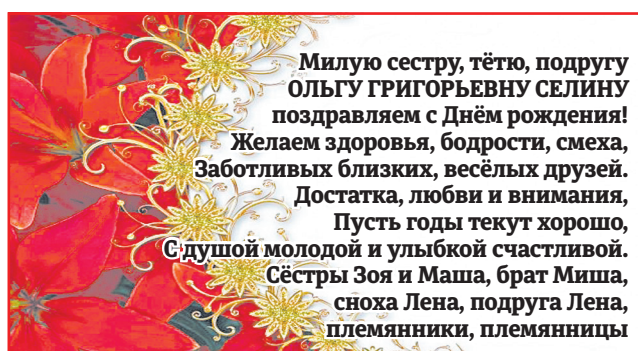 Милую сестру, тётю, подругу
ОЛЬГУ ГРИГОРЬЕВНУ СЕЛИНУ
поздравляем с Днём рождения!
Желаем здоровья, бодрости, смеха,
Заботливых близких, весёлых друзей.
Достатка, любви и внимания,
Пусть годы текут хорошо,
С душой молодой и улыбкой счастливой.
Сёстры Зоя и Маша, брат Миша,
сноха Лена, подруга Лена,
племянники, племянницы